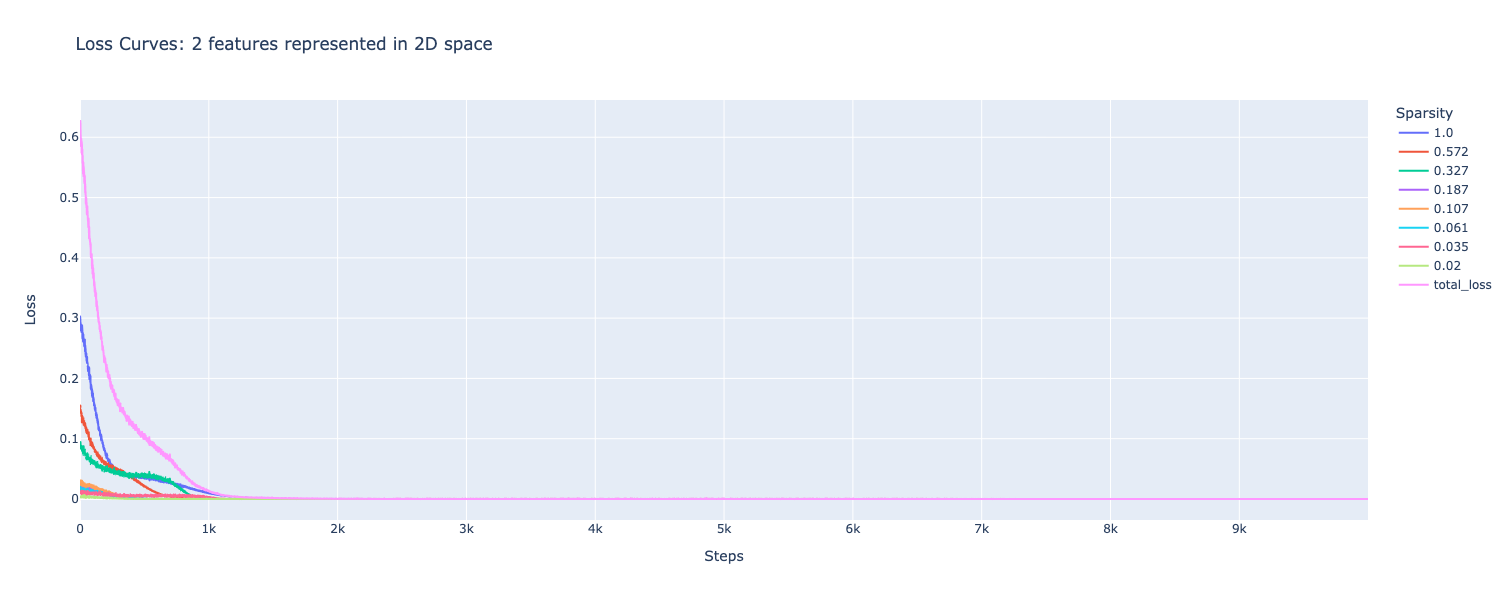 Loss Curves: 2 features represented in 2D space
Sparsity
1.0
0.572
0.327
0.187
0.107
0.061
0.035
0.02
total_loss
Loss
0.6
0.5
0.4
0.3
0.2
0.1
0
0 1k 2k 3k 4k 5k 6k 7k 8k 9k
Steps